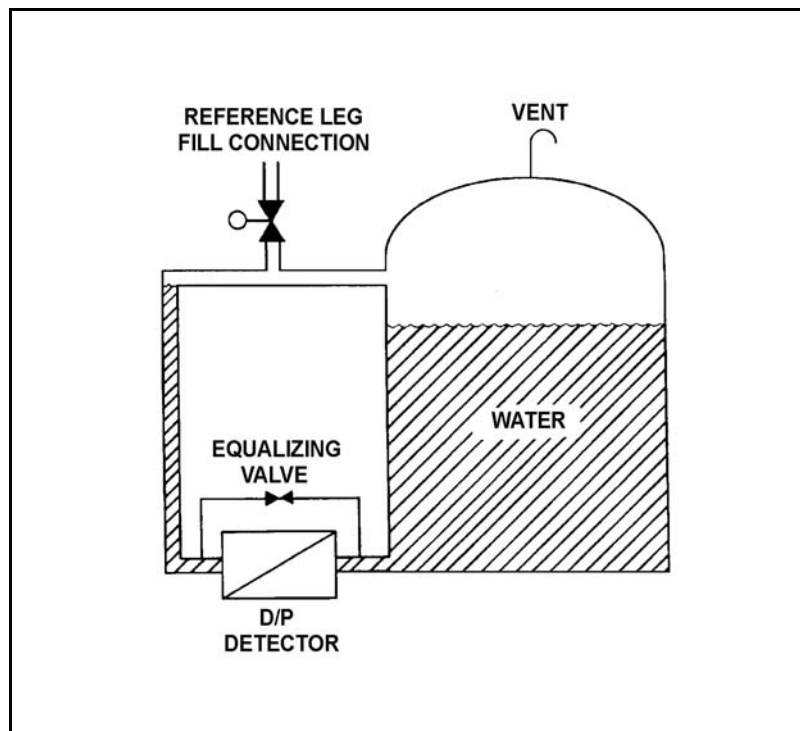 REFERENCE LEG
FILL CONNECTION
VENT
WATER
EQUALIZING
VALVE
D/P
DETECTOR